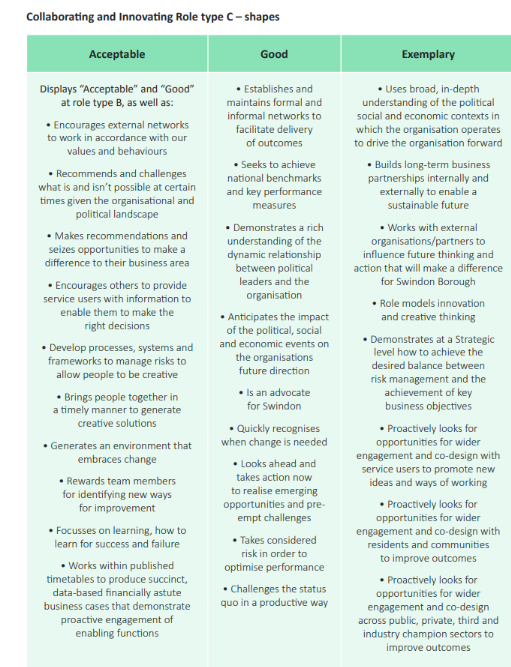 Collaborating and Innovating Role type C – shapes
Acceptable
Displays “Acceptable” and “Good”
at role type B, as well as:
• Encourages external networks
to work in accordance with our
values and behaviours
• Recommends and challenges
what is and isn’t possible at certain
times given the organisational and
political landscape
• Makes recommendations and
seizes opportunities to make a
difference to their business area
• Encourages others to provide
service users with information to
enable them to make the
right decisions
• Develop processes, systems and
frameworks to manage risks to
allow people to be creative
• Brings people together in
a timely manner to generate
creative solutions
• Generates an environment that
embraces change
• Rewards team members
for identifying new ways
for improvement
• Focusses on learning, how to
learn for success and failure
• Works within published
timetables to produce succinct,
data-based financially astute
business cases that demonstrate
proactive engagement of
enabling functions
Good
• Establishes and
maintains formal and
informal networks to
facilitate delivery
of outcomes
• Seeks to achieve
national benchmarks
and key performance
measures
• Demonstrates a rich
understanding of the
dynamic relationship
between political
leaders and the
organisation
• Anticipates the impact
of the political, social
and economic events on
the organisations
future direction
• Is an advocate
for Swindon
• Quickly recognises
when change is needed
• Looks ahead and
takes action now
to realise emerging
opportunities and pre-
empt challenges
• Takes considered
risk in order to
optimise performance
• Challenges the status
quo in a productive way
Exemplary
• Uses broad, in-depth
understanding of the political
social and economic contexts in
which the organisation operates
to drive the organisation forward
• Builds long-term business
partnerships internally and
externally to enable a
sustainable future
• Works with external
organisations/partners to
influence future thinking and
action that will make a difference
for Swindon Borough
• Role models innovation
and creative thinking
• Demonstrates at a Strategic
level how to achieve the
desired balance between
risk management and the
achievement of key
business objectives
• Proactively looks for
opportunities for wider
engagement and co-design with
service users to promote new
ideas and ways of working
• Proactively looks for
opportunities for wider
engagement and co-design with
residents and communities
to improve outcomes
• Proactively looks for
opportunities for wider
engagement and co-design
across public, private, third and
industry champion sectors to
improve outcomes